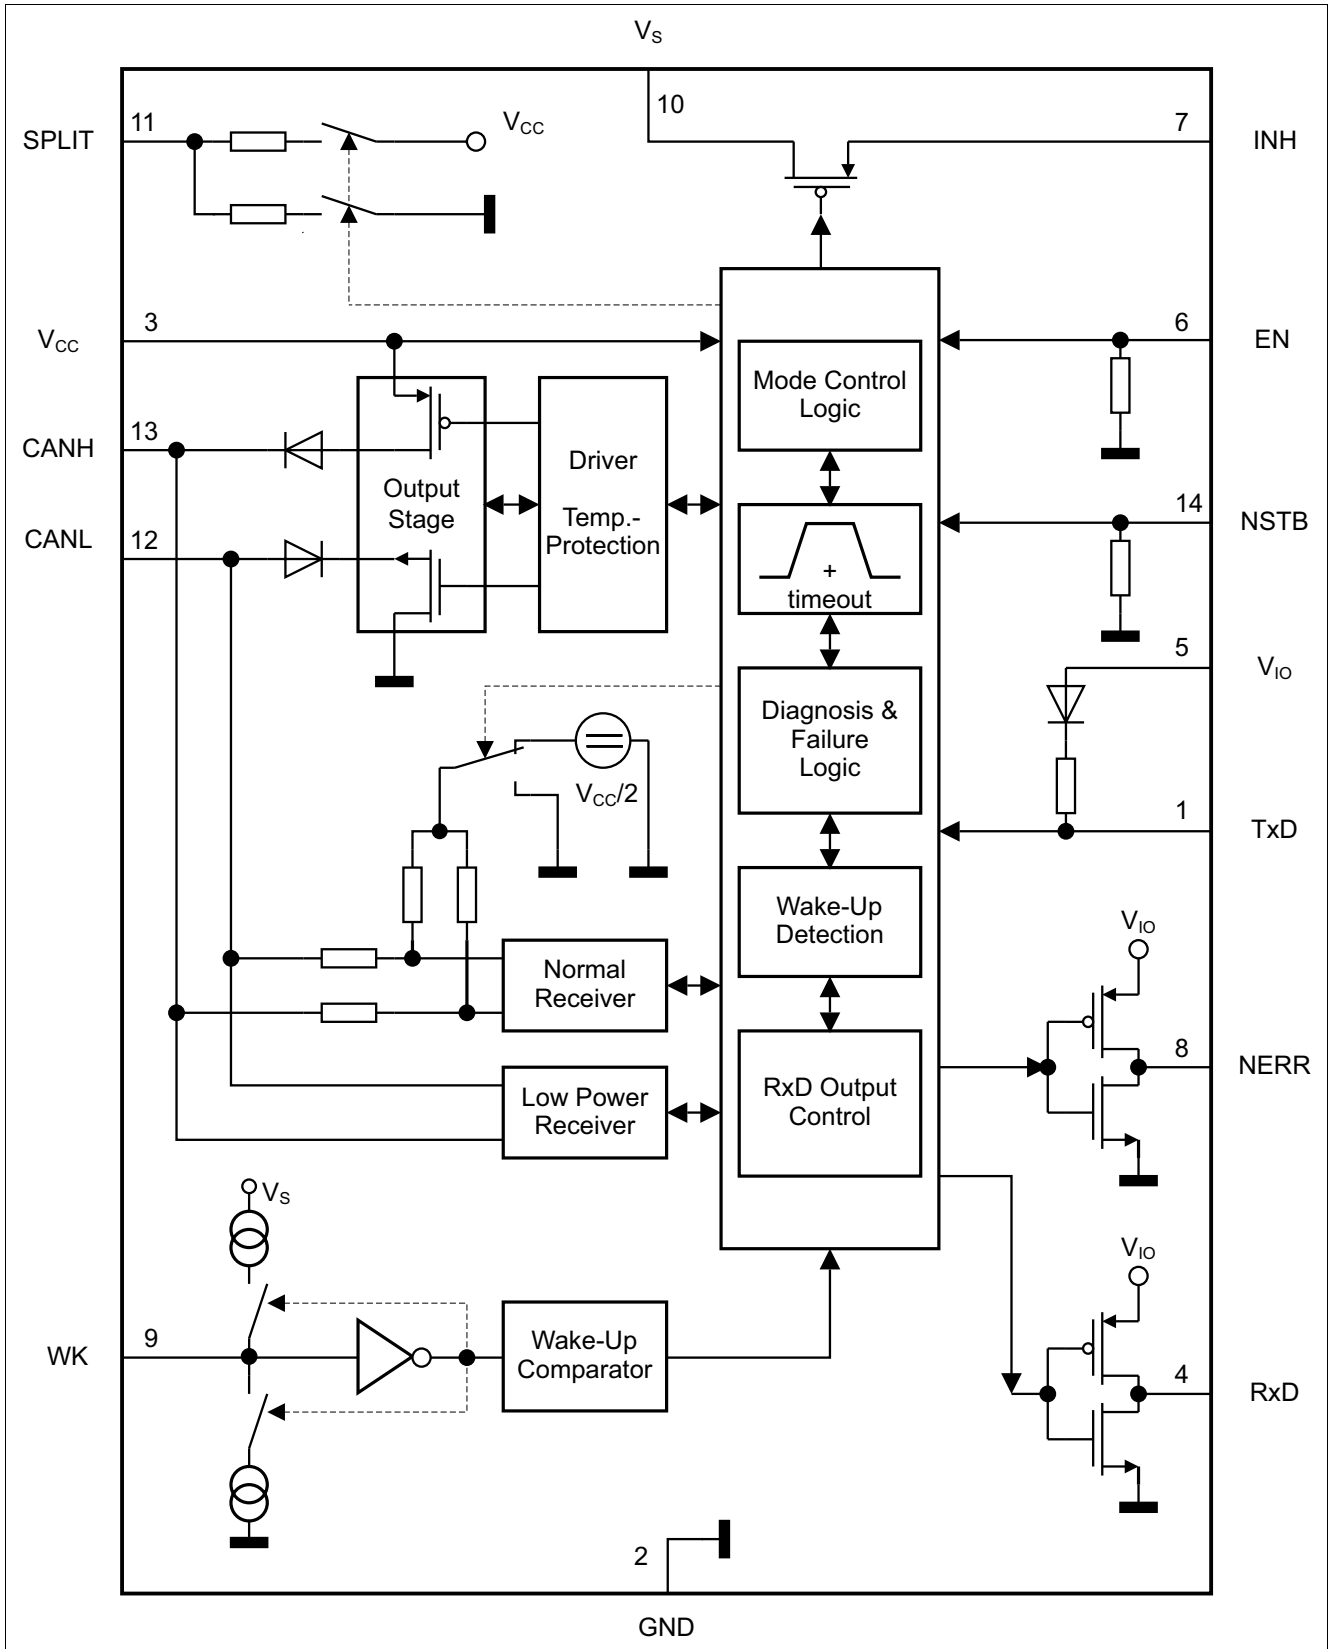 VS
10
11
VCC
7
SPLIT
INH
3
6
VCC
EN
Mode Control
Logic
13
CANH
Driver
Output
Stage
14
NSTB
12
CANL
Temp.-
Protection
+
timeout
5
VIO
Diagnosis &
Failure
Logic
VCC/2
1
TxD
Wake-Up
Detection
VIO
Normal
Receiver
8
NERR
RxD Output
Control
Low Power
Receiver
VS
VIO
9
WK
Wake-Up
Comparator
4
RxD
2
GND